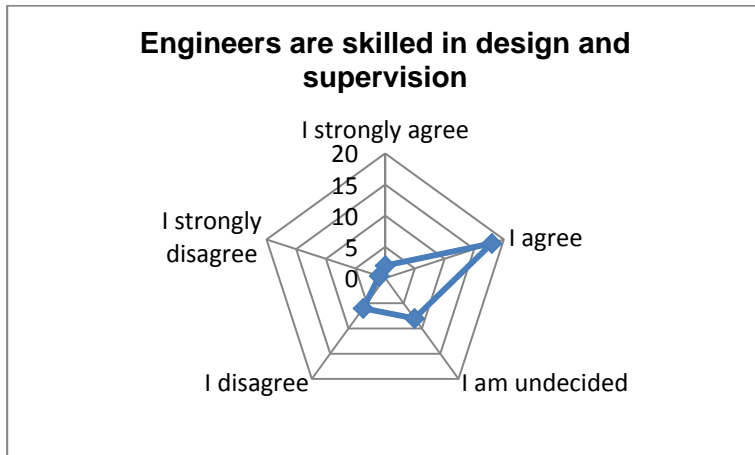 Engineers are skilled in design and
supervision
I strongly agree
20
15
10
5
0
I agree
I am undecided
I disagree
I strongly
disagree